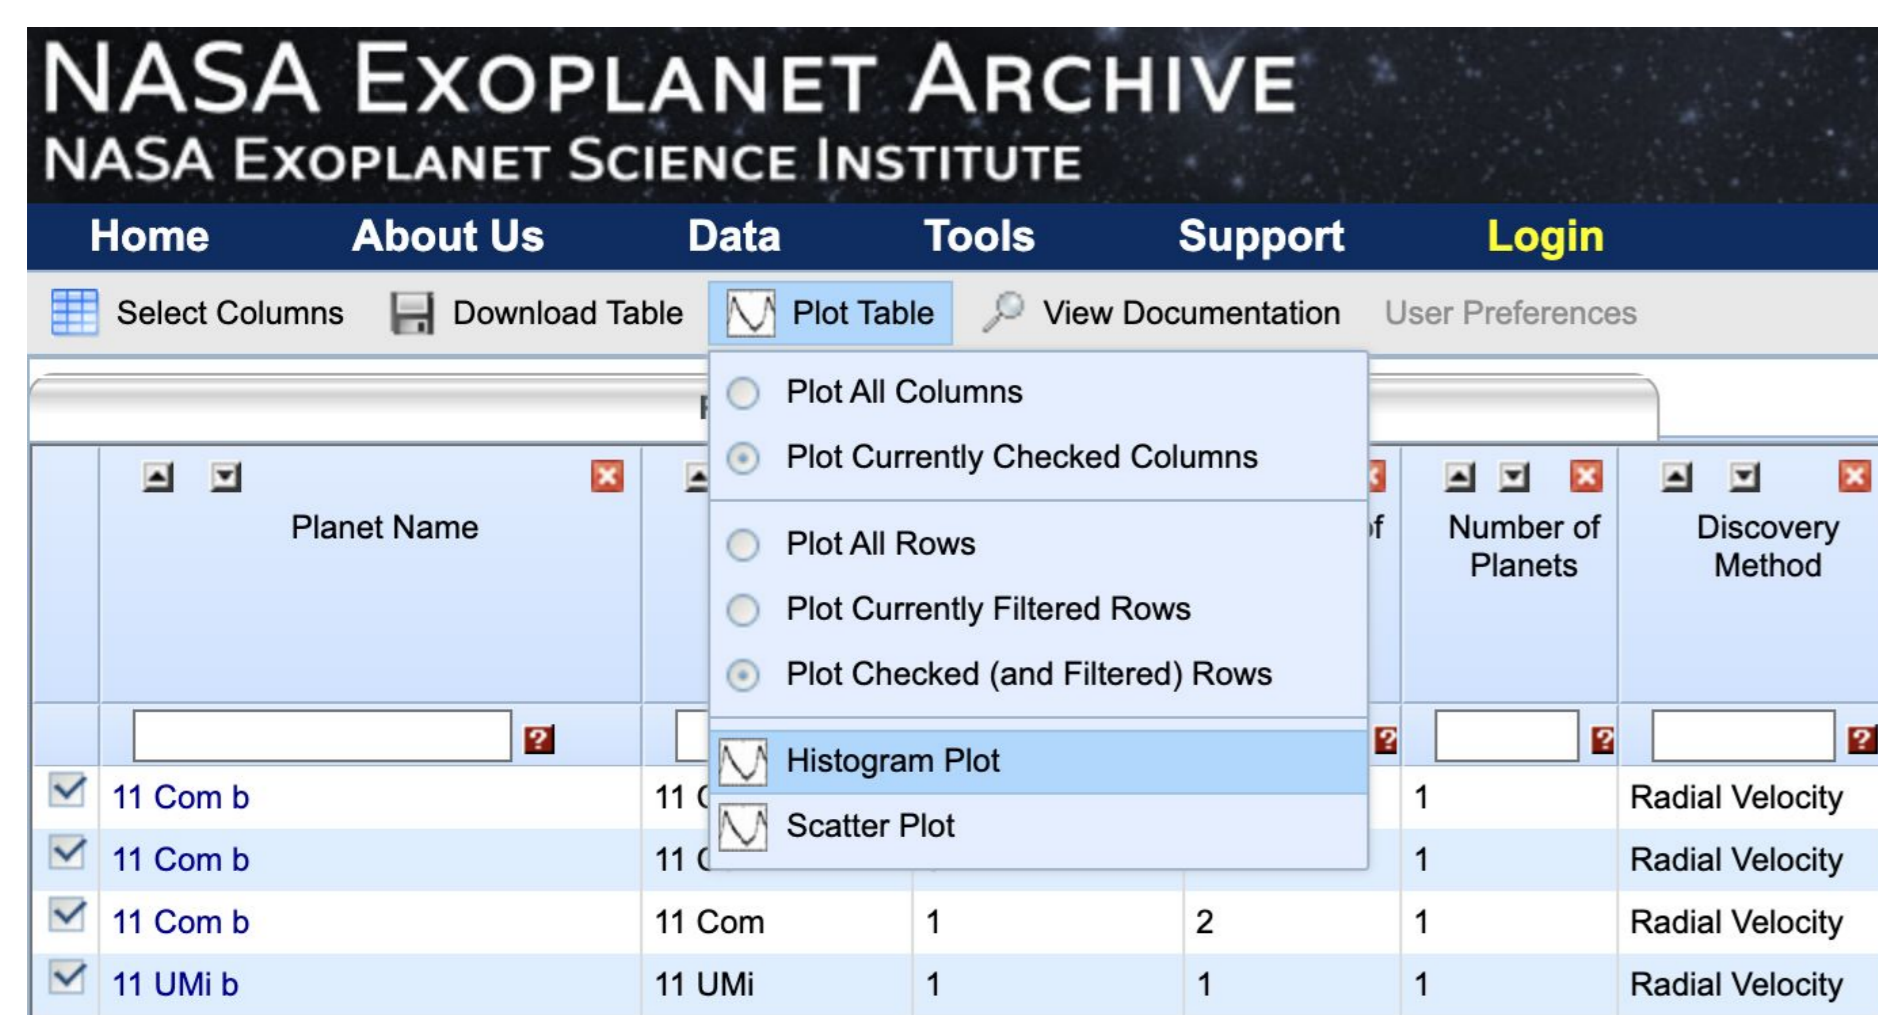 NASA EXOPLANET ARCHIVE
NASA EXOPLANET SCIENCE INSTITUTE
Home About Us Data Tools Support Login
Select Columns Download Table Plot Table View Documentation User Preferences
Plot All Columns
Plot Currently Checked Columns
Planet Name
Number of
Planets
Discovery
Method
Plot All Rows
Plot Currently Filtered Rows
Plot Checked (and Filtered) Rows
? ? ? ?
Histogram Plot
Scatter Plot
11 Com b 11 1 Radial Velocity
11 Com b 11 1 Radial Velocity
11 Com b 11 Com 1 2 1 Radial Velocity
11 UMi b 11 UMi 1 1 1 Radial Velocity